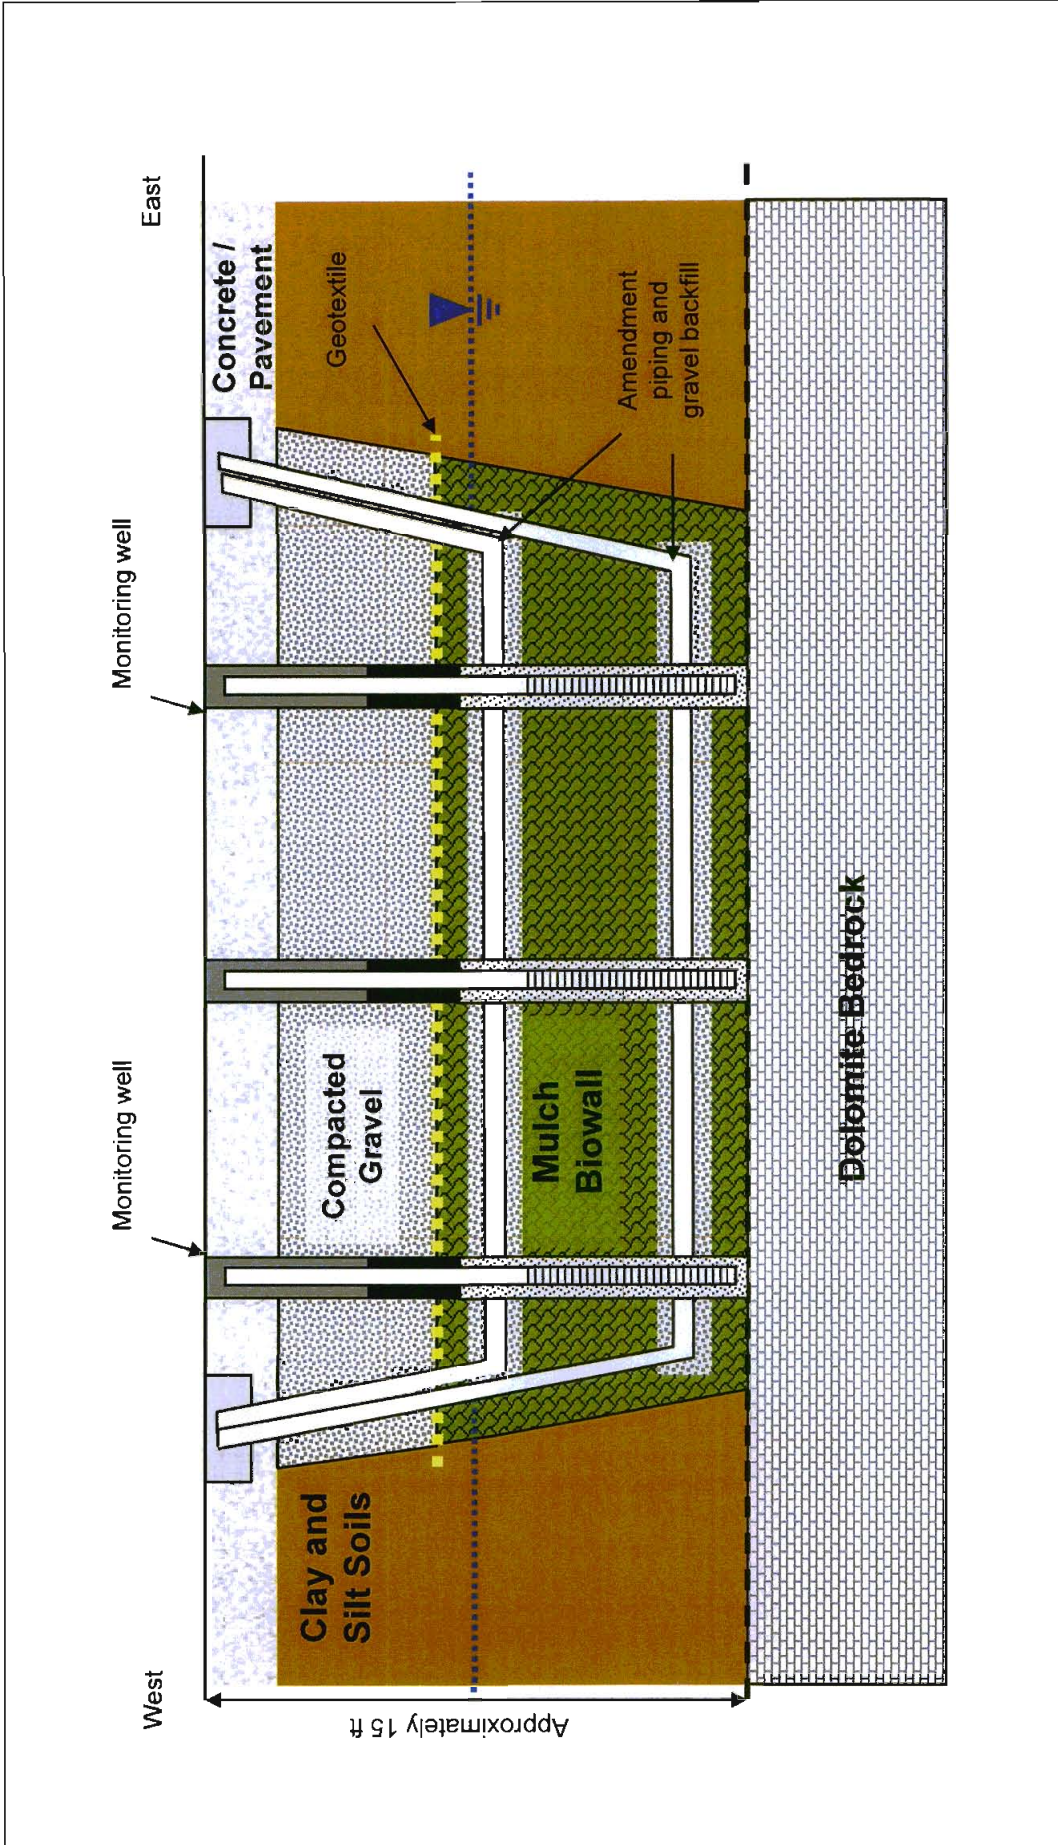 West
East
Monitoring well
Monitoring well
Concrete /
Pavement
Geotextile
Clay and
Silt Soils
Compacted
Gravel
Amendment
piping and
gravel backfill
Mulch
Biowall
Approximately 15 ft
Dolomite Bedrock